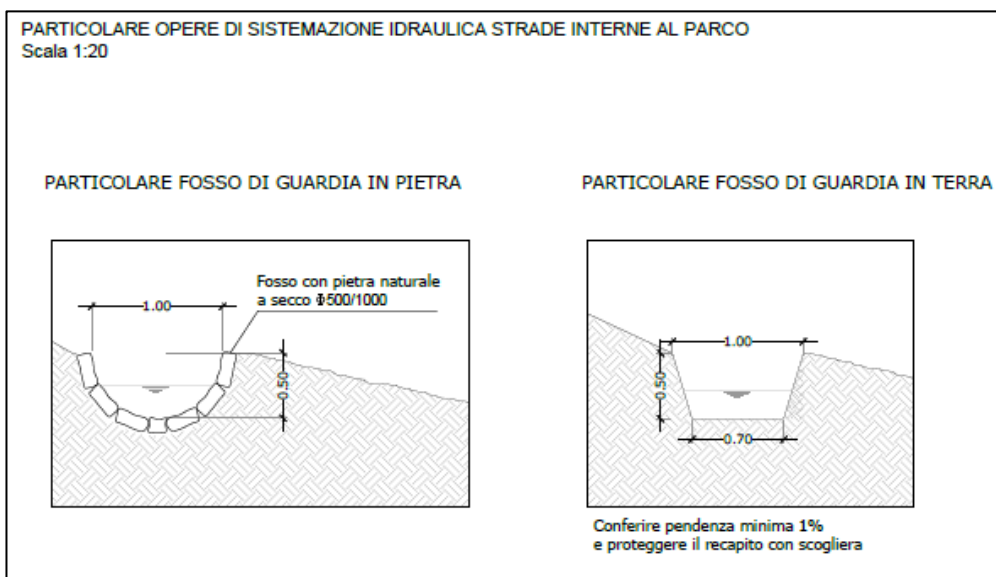 PARTICOLARE OPERE DI SISTEMAZIONE IDRAULICA STRADE INTERNE AL PARCO
Scala 1:20
PARTICOLARE FOSSO DI GUARDIA IN PIETRA
Fosso con pietra naturale
a secco Φ500/1000
1.00
0.50
PARTICOLARE FOSSO DI GUARDIA IN TERRA
1.00
0.50
0.70
Conferire pendenza minima 1%
e proteggere il recapito con scogliera